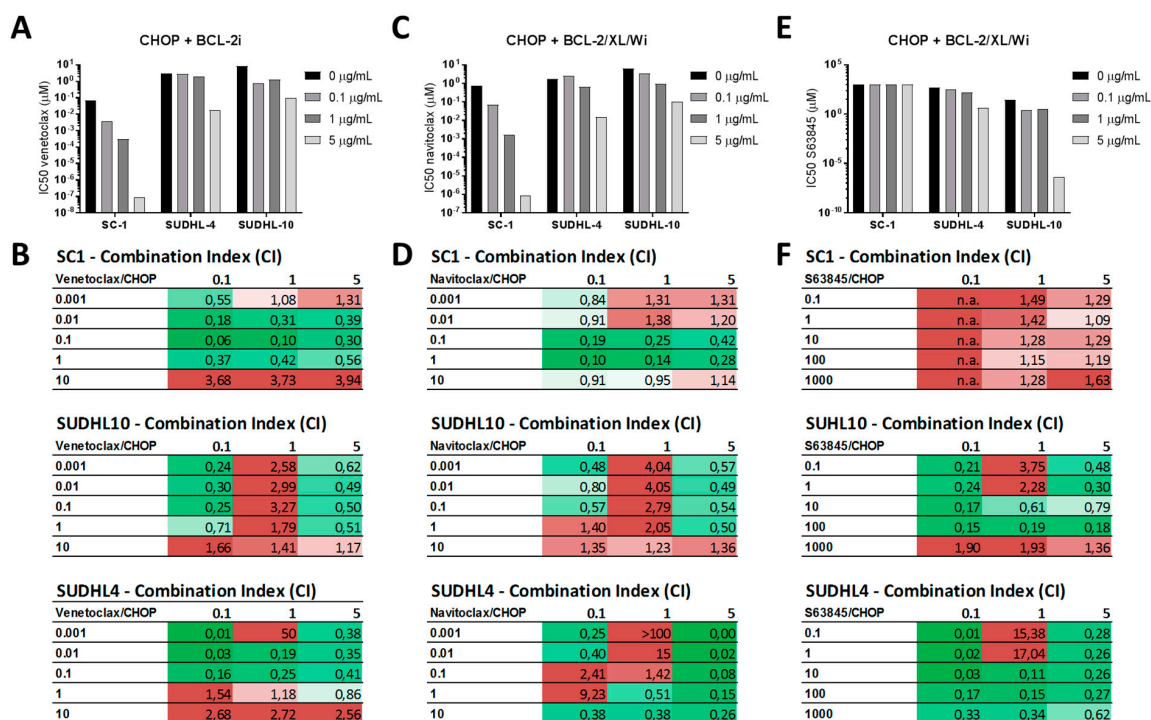 A
CHOP + BCL-2i
IC50 venetoclax (µM)
10¹
10⁰
10⁻¹
10⁻²
10⁻³
10⁻⁴
10⁻⁵
10⁻⁶
10⁻⁷
10⁻⁸
SC-1 SUDHL-4 SUDHL-10
0 µg/mL
0.1 µg/mL
1 µg/mL
5 µg/mL
C
CHOP + BCL-2/XL/Wi
IC50 navitoclax (µM)
10¹
10⁰
10⁻¹
10⁻²
10⁻³
10⁻⁴
10⁻⁵
10⁻⁶
10⁻⁷
SC-1 SUDHL-4 SUDHL-10
0 µg/mL
0.1 µg/mL
1 µg/mL
5 µg/mL
E
CHOP + BCL-2/XL/Wi
IC50 S63845 (µM)
10⁵
10⁰
10⁻⁵
10⁻¹⁰
SC-1 SUDHL-4 SUDHL-10
0 µg/mL
0.1 µg/mL
1 µg/mL
5 µg/mL
B
SC1 - Combination Index (CI)
Venetoclax/CHOP 0.1 1 5
0.001 0,55 1,08 1,31
0.01 0,18 0,31 0,39
0.1 0,06 0,10 0,30
1 0,37 0,42 0,56
10 3,68 3,73 3,94
SUDHL10 - Combination Index (CI)
Venetoclax/CHOP 0.1 1 5
0.001 0,24 2,58 0,62
0.01 0,30 2,99 0,49
0.1 0,25 3,27 0,50
1 0,71 1,79 0,51
10 1,66 1,41 1,17
SUDHL4 - Combination Index (CI)
Venetoclax/CHOP 0.1 1 5
0.001 0,01 50 0,38
0.01 0,03 0,19 0,35
0.1 0,16 0,25 0,41
1 1,54 1,18 0,86
10 2,68 2,72 2,56
D
SC1 - Combination Index (CI)
Navitoclax/CHOP 0.1 1 5
0.001 0,84 1,31 1,31
0.01 0,91 1,38 1,20
0.1 0,19 0,25 0,42
1 0,10 0,14 0,28
10 0,91 0,95 1,14
SUDHL10 - Combination Index (CI)
Navitoclax/CHOP 0.1 1 5
0.001 0,48 4,04 0,57
0.01 0,80 4,05 0,49
0.1 0,57 2,79 0,54
1 1,40 2,05 0,50
10 1,35 1,23 1,36
SUDHL4 - Combination Index (CI)
Navitoclax/CHOP 0.1 1 5
0.001 0,25 >100 0,00
0.01 0,40 15 0,02
0.1 2,41 1,42 0,08
1 9,23 0,51 0,15
10 0,38 0,38 0,26
F
SC1 - Combination Index (CI)
S63845/CHOP 0.1 1 5
0.1 n.a. 1,49 1,29
1 n.a. 1,42 1,09
10 n.a. 1,28 1,29
100 n.a. 1,15 1,19
1000 n.a. 1,28 1,63
SUHL10 - Combination Index (CI)
S63845/CHOP 0.1 1 5
0.1 0,21 3,75 0,48
1 0,24 2,28 0,30
10 0,17 0,61 0,79
100 0,15 0,19 0,18
1000 1,90 1,93 1,36
SUDHL4 - Combination Index (CI)
S63845/CHOP 0.1 1 5
0.1 0,01 15,38 0,28
1 0,02 17,04 0,26
10 0,03 0,11 0,26
100 0,17 0,15 0,27
1000 0,33 0,34 0,62